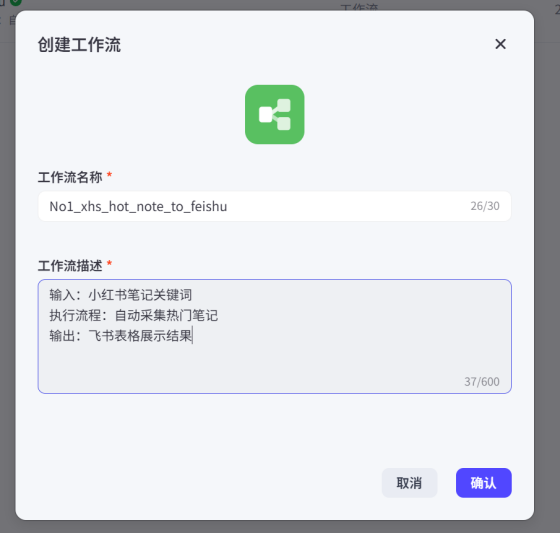 工作流
创建工作流
工作流名称 *
No1_xhs_hot_note_to_feishu
26/30
工作流描述 *
输入：小红书笔记关键词
执行流程：自动采集热门笔记
输出：飞书表格展示结果
37/600
取消
确认